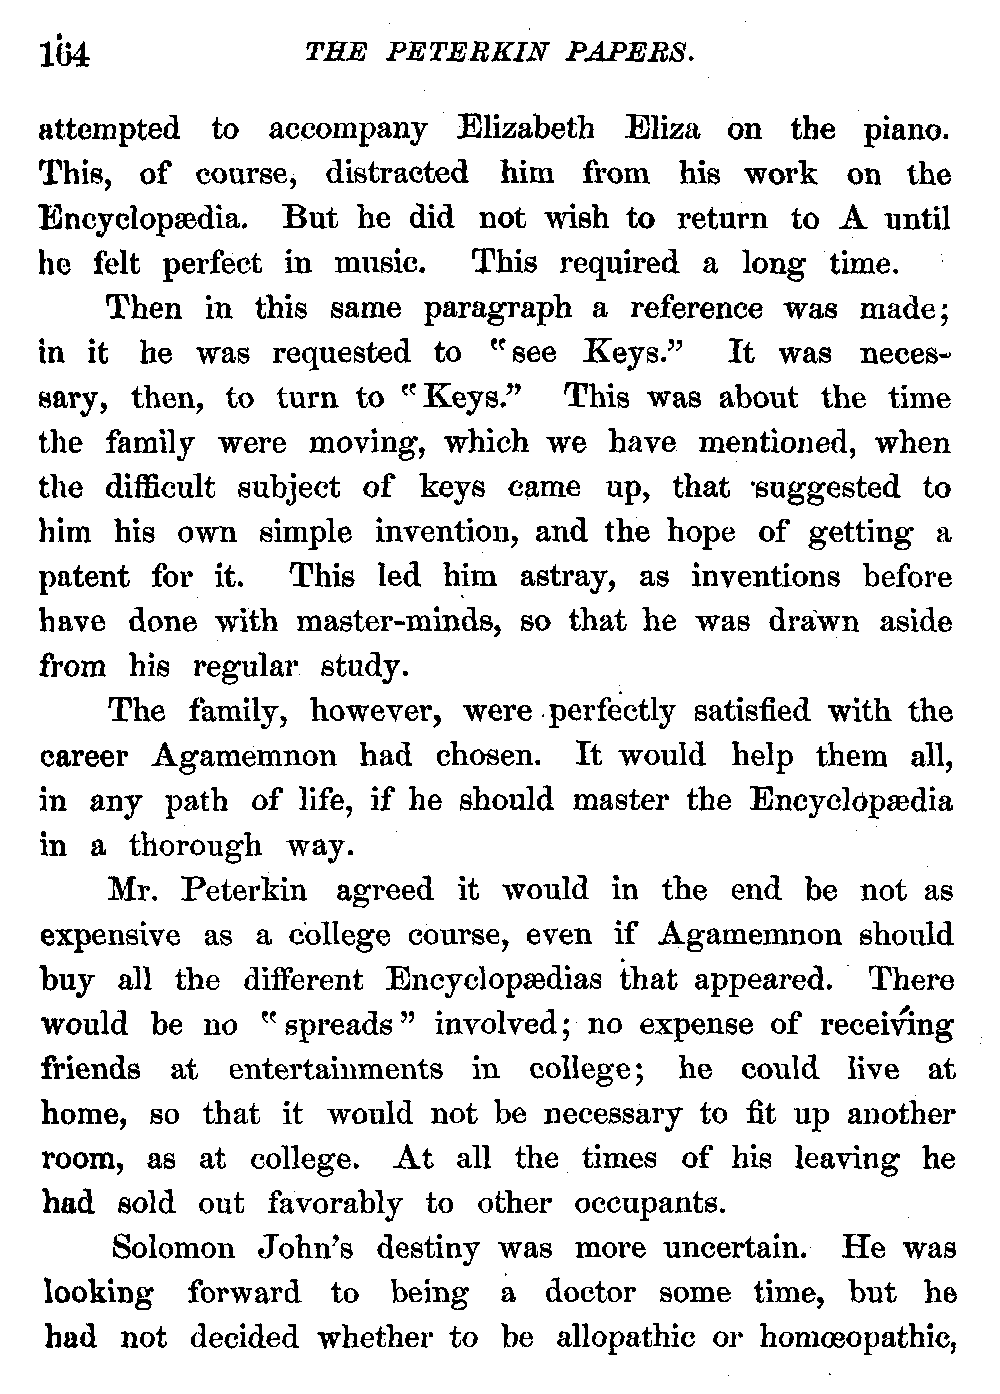 164 THE PETERKIN PAPERS.
attempted to accompany Elizabeth Eliza on the piano.
This, of course, distracted him from his work on the
Encyclopædia. But he did not wish to return to A until
he felt perfect in music. This required a long time.
Then in this same paragraph a reference was made;
in it he was requested to "see Keys." It was neces-
sary, then, to turn to "Keys." This was about the time
the family were moving, which we have mentioned, when
the difficult subject of keys came up, that suggested to
him his own simple invention, and the hope of getting a
patent for it. This led him astray, as inventions before
have done with master-minds, so that he was drawn aside
from his regular study.
The family, however, were perfectly satisfied with the
career Agamemnon had chosen. It would help them all,
in any path of life, if he should master the Encyclopædia
in a thorough way.
Mr. Peterkin agreed it would in the end be not as
expensive as a college course, even if Agamemnon should
buy all the different Encyclopædias that appeared. There
would be no "spreads" involved; no expense of receiving
friends at entertainments in college; he could live at
home, so that it would not be necessary to fit up another
room, as at college. At all the times of his leaving he
had sold out favorably to other occupants.
Solomon John's destiny was more uncertain. He was
looking forward to being a doctor some time, but he
had not decided whether to be allopathic or homœopathic,